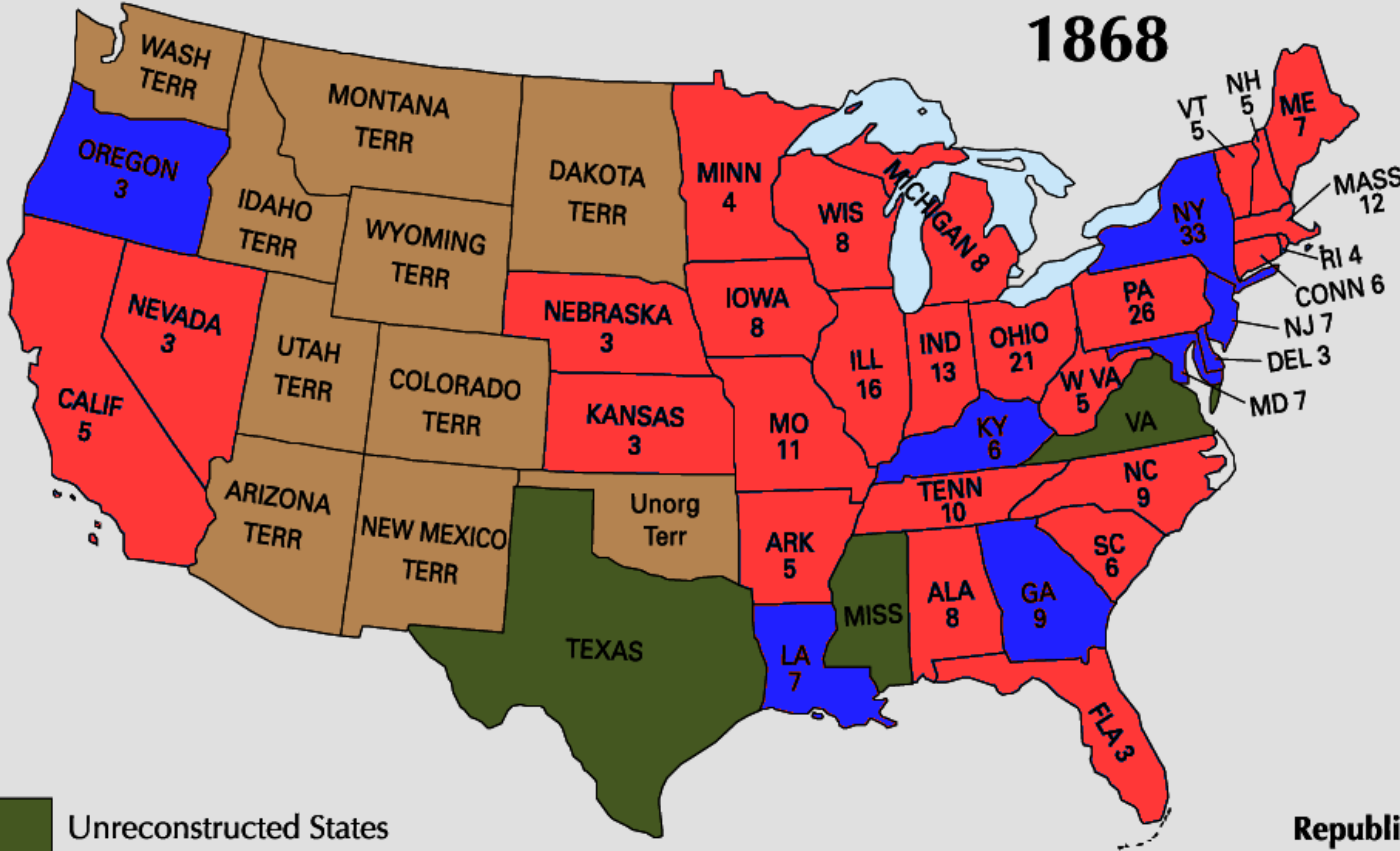 1868
WASH
TERR
MONTANA
TERR
DAKOTA
TERR
MINN
4
VT
5
NH
5
ME
7
OREGON
3
IDAHO
TERR
WYOMING
TERR
WIS
8
MICHIGAN 8
NY
33
MASS
12
RI 4
CONN 6
NEVADA
3
NEBRASKA
3
IOWA
8
PA
26
NJ 7
DEL 3
MD 7
UTAH
TERR
COLORADO
TERR
ILL
16
IND
13
OHIO
21
W VA
5
VA
CALIF
5
KANSAS
3
MO
11
KY
6
ARIZONA
TERR
NEW MEXICO
TERR
Unorg
Terr
TENN
10
NC
9
ARK
5
SC
6
TEXAS
LA
7
MISS
ALA
8
GA
9
FLA 3
Unreconstructed States
Republi